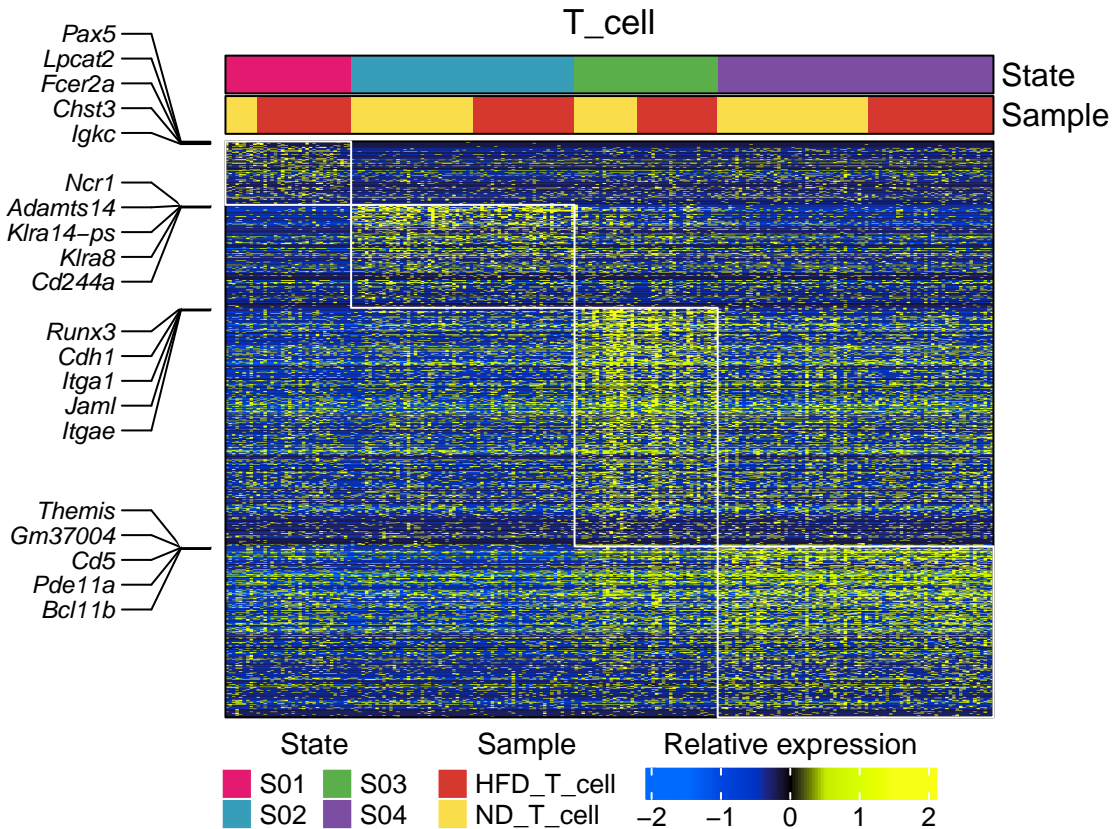 T_cell
State
Sample
Pax5
Lpcat2
Fcer2a
Chst3
Igkc
Ncr1
Adamts14
Klra14−ps
Klra8
Cd244a
Runx3
Cdh1
Itga1
Jaml
Itgae
Themis
Gm37004
Cd5
Pde11a
Bcl11b
State
S01
S02
S03
S04
Sample
HFD_T_cell
ND_T_cell
Relative expression
−2 −1 0 1 2